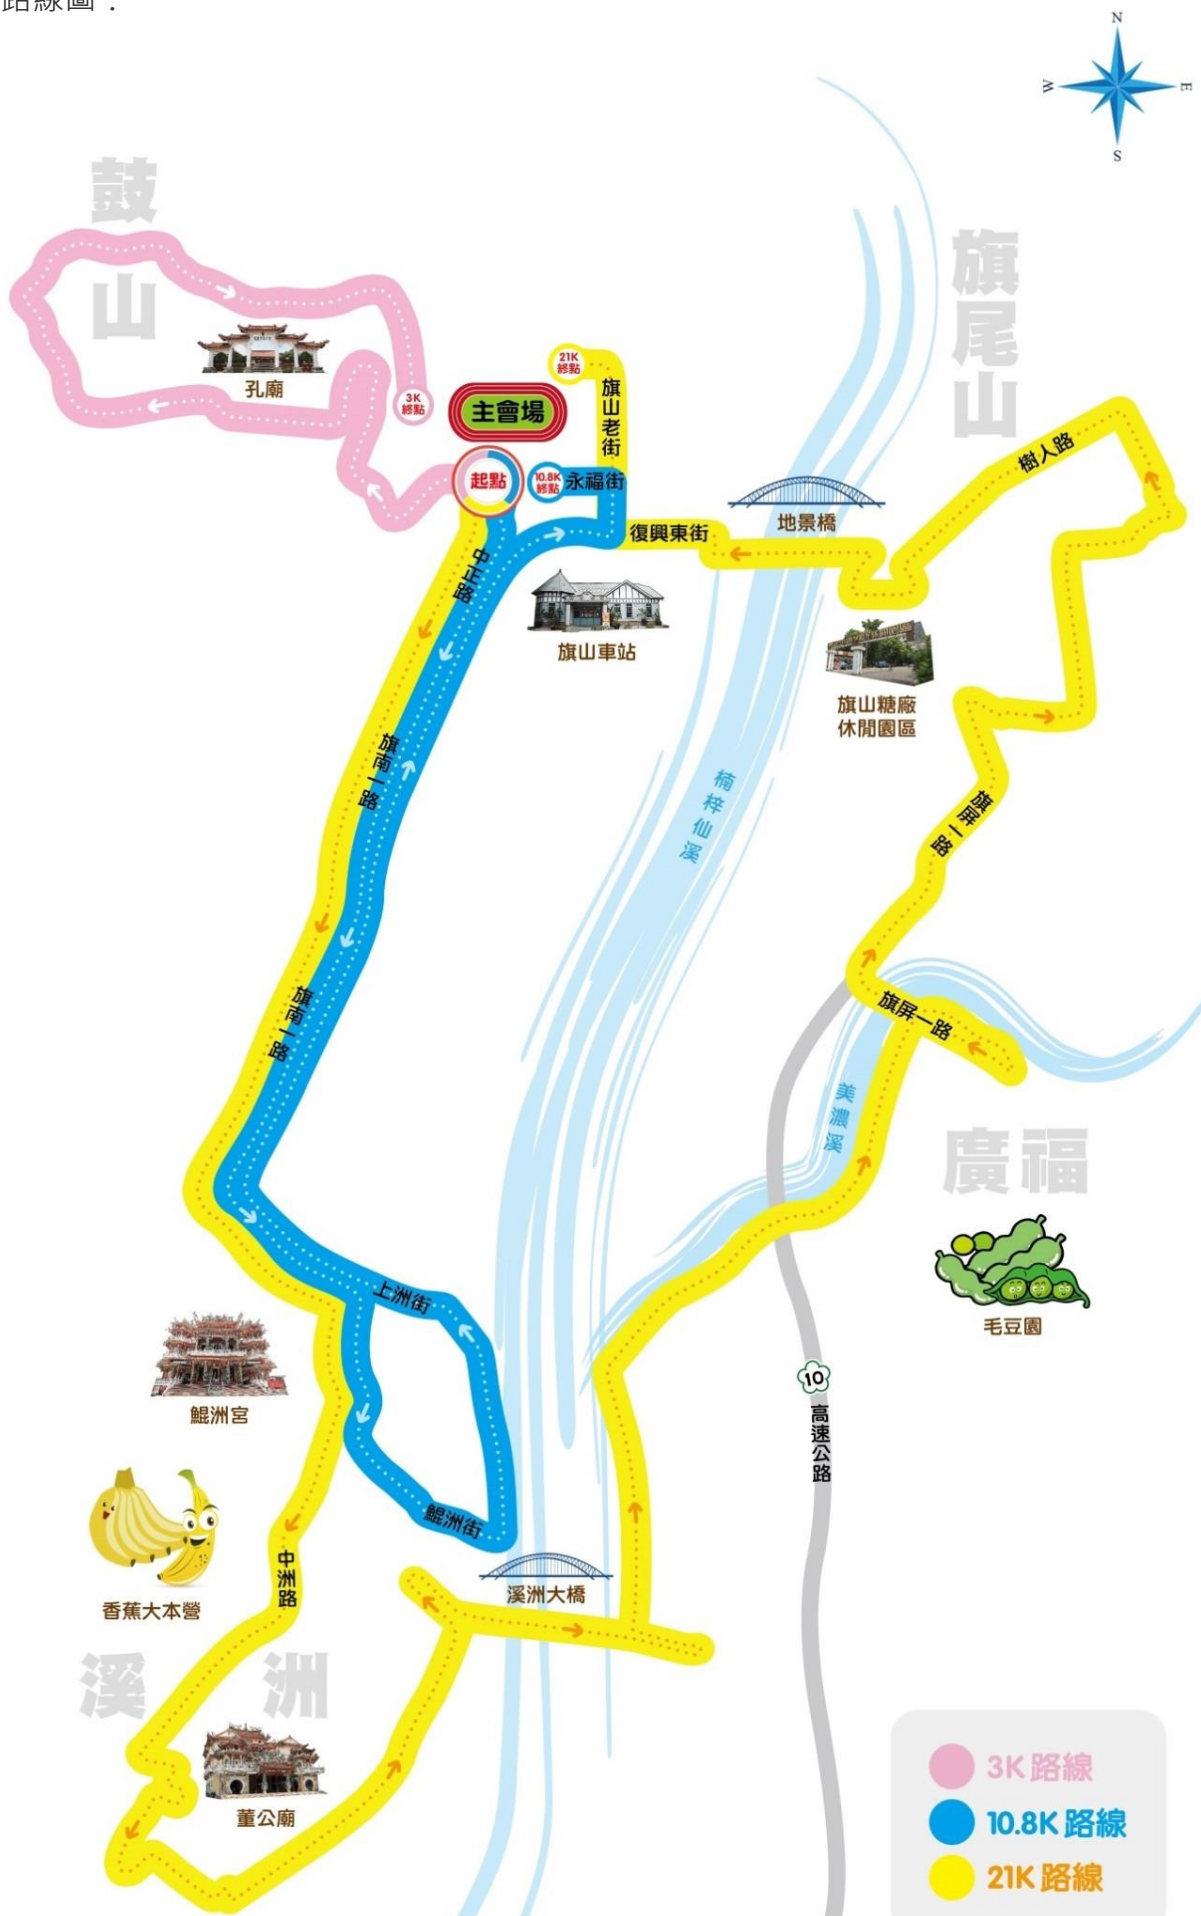 路線圖：
N
W
E
S
鼓
山
旗
尾
山
孔廟
3K
終點
主會場
21K
終點
旗山老街
起點
10.8K
終點
永福街
復興東街
地景橋
樹人路
中正路
旗山車站
旗山糖廠
休閒園區
旗南一路
楠梓仙溪
旗屏一路
旗南一路
旗屏一路
美濃溪
廣福
毛豆園
上洲街
鯤洲宮
10
高速公路
鯤洲街
香蕉大本營
中洲路
溪洲大橋
溪 洲
董公廟
3K 路線
10.8K 路線
21K 路線